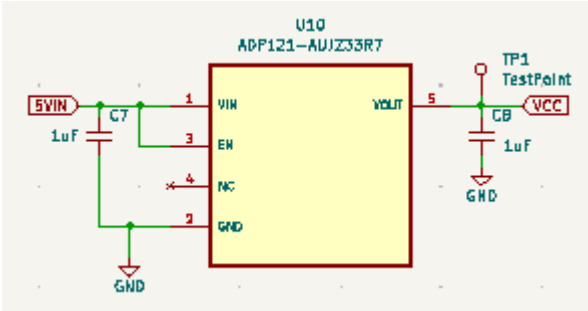 U10
ADP121-AUJZ33R7
TP1
TestPoint
5VIN
C7
1uF
1
VIN
3
EN
4
NC
2
GND
VOUT
5
VCC
C8
1uF
GND
GND